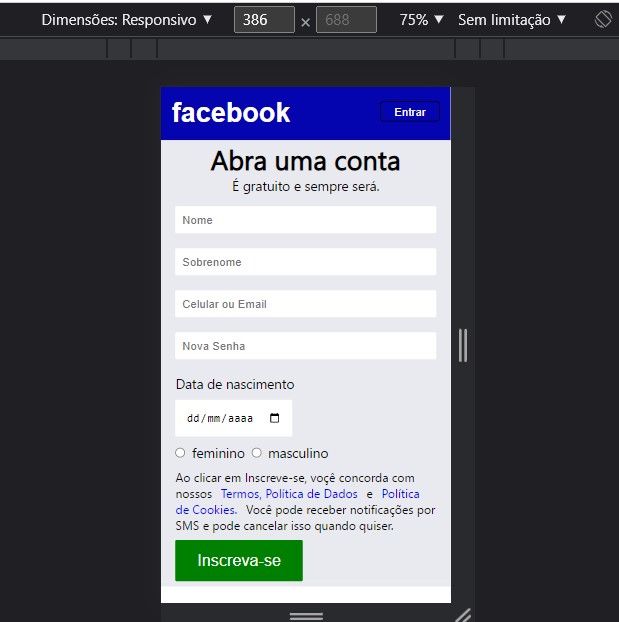 Dimensões: Responsivo ▼ 386 × 688 75% ▼ Sem limitação ▼
facebook Entrar
Abra uma conta
É gratuito e sempre será.
Nome
Sobrenome
Celular ou Email
Nova Senha
Data de nascimento
dd/mm/aaaa
feminino masculino
Ao clicar em Inscreve-se, voçê concorda com
nossos Termos, Política de Dados e Política
de Cookies. Você pode receber notificações por
SMS e pode cancelar isso quando quiser.
Inscreva-se